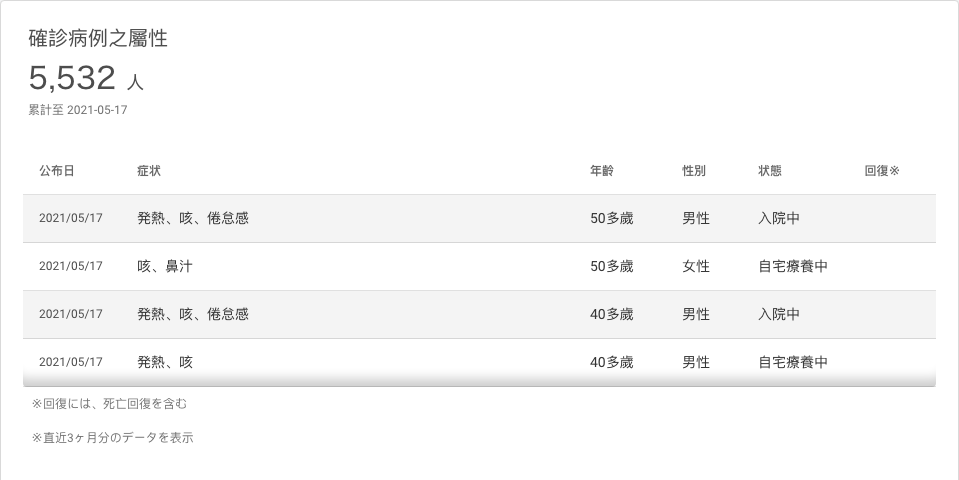 確診病例之屬性
5,532 人
累計至 2021-05-17
公布日 症状 年齢 性別 状態 回復※
2021/05/17 発熱、咳、倦怠感 50多歲 男性 入院中
2021/05/17 咳、鼻汁 50多歲 女性 自宅療養中
2021/05/17 発熱、咳、倦怠感 40多歲 男性 入院中
2021/05/17 発熱、咳 40多歲 男性 自宅療養中
※回復には、死亡回復を含む
※直近3ヶ月分のデータを表示